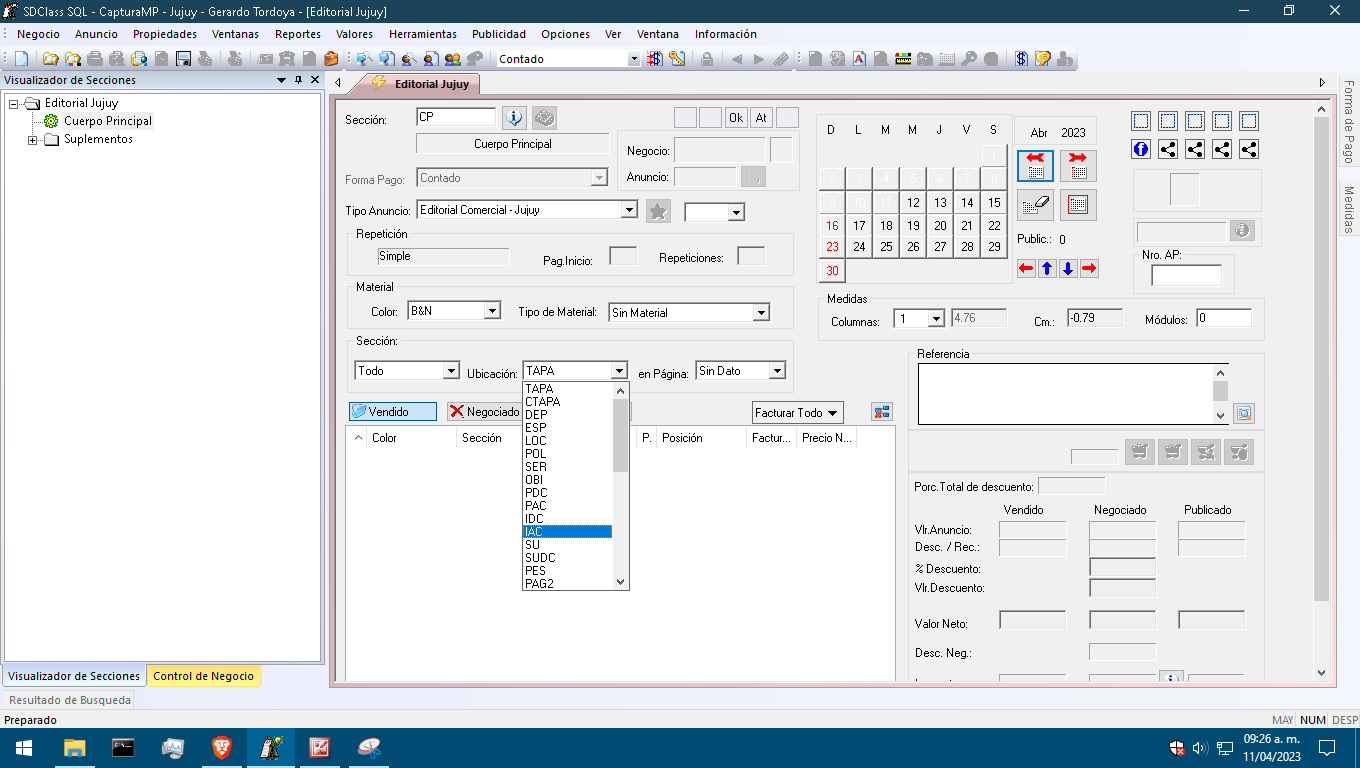 SDClass SQL - CapturaMP - Jujuy - Gerardo Tordoya - [Editorial Jujuy]
Negocio Anuncio Propiedades Ventanas Reportes Valores Herramientas Publicidad Opciones Ver Ventana Información
Contado
Visualizador de Secciones
Editorial Jujuy
Cuerpo Principal
Suplementos
Editorial Jujuy
Sección: CP
Cuerpo Principal
Forma Pago: Contado
Tipo Anuncio: Editorial Comercial - Jujuy
Ok At
Negocio:
Anuncio:
Repetición
Simple Pag.Inicio: Repeticiones:
Material
Color: B&N Tipo de Material: Sin Material
Sección:
Todo Ubicación: TAPA en Página: Sin Dato
TAPA
CTAPA
DEP
ESP
LOC
POL
SER
OBI
PDC
PAC
IDC
IAC
SU
SUDC
PES
PAG2
Vendido Negociado Facturar Todo
Color Sección P. Posición Factur... Precio N...
D L M M J V S
1
2 3 4 5 6 7 8
9 10 11 12 13 14 15
16 17 18 19 20 21 22
23 24 25 26 27 28 29
30
Abr 2023
Public.: 0
Nro. AP:
Medidas
Columnas: 1 4.76 Cm.: -0.79 Módulos: 0
Referencia
Porc.Total de descuento:
Vendido Negociado Publicado
Vlr.Anuncio:
Desc. / Rec.:
% Descuento:
Vlr.Descuento:
Valor Neto:
Desc. Neg.:
Forma de Pago
Medidas
Visualizador de Secciones Control de Negocio
Resultado de Busqueda
Preparado MAY NUM DESP
09:26 a. m.
11/04/2023